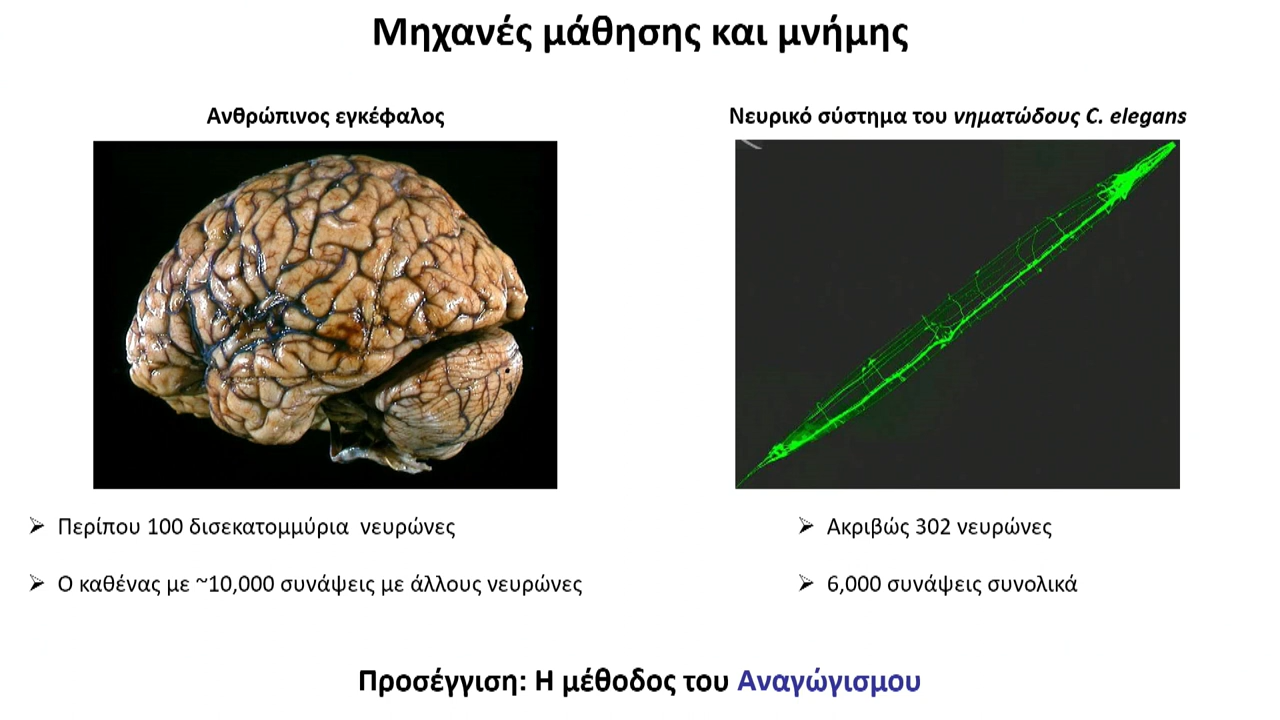 Μηχανές μάθησης και μνήμης
Ανθρώπινος εγκέφαλος
Νευρικό σύστημα του νηματώδους C. elegans
➢ Περίπου 100 δισεκατομμύρια νευρώνες
➢ Ο καθένας με ~10,000 συνάψεις με άλλους νευρώνες
➢ Ακριβώς 302 νευρώνες
➢ 6,000 συνάψεις συνολικά
Προσέγγιση: Η μέθοδος του Αναγώγισμου